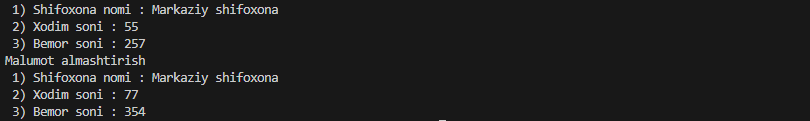 1) Shifoxona nomi : Markaziy shifoxona
2) Xodim soni : 55
3) Bemor soni : 257
Malumot almashtirish
1) Shifoxona nomi : Markaziy shifoxona
2) Xodim soni : 77
3) Bemor soni : 354